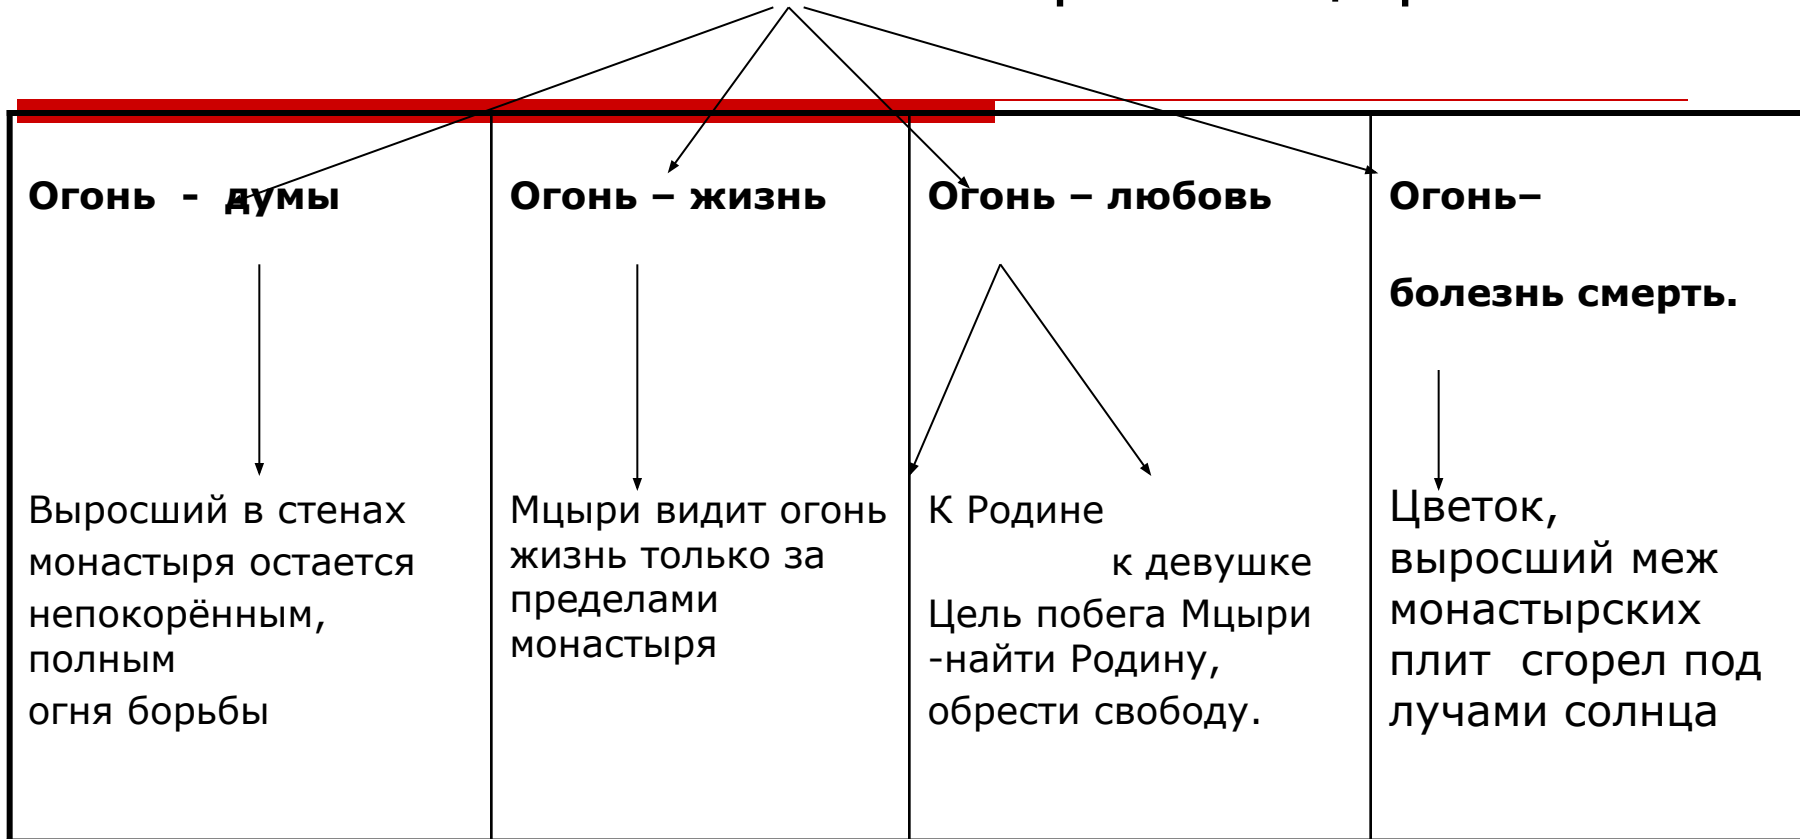 Огонь - думы
Выросший в стенах
монастыря остается
непокорённым,
полным
огня борьбы
Огонь – жизнь
Мцыри видит огонь
жизнь только за
пределами
монастыря
Огонь – любовь
К Родине
к девушке
Цель побега Мцыри
-найти Родину,
обрести свободу.
Огонь–
болезнь смерть.
Цветок,
выросший меж
монастырских
плит сгорел под
лучами солнца